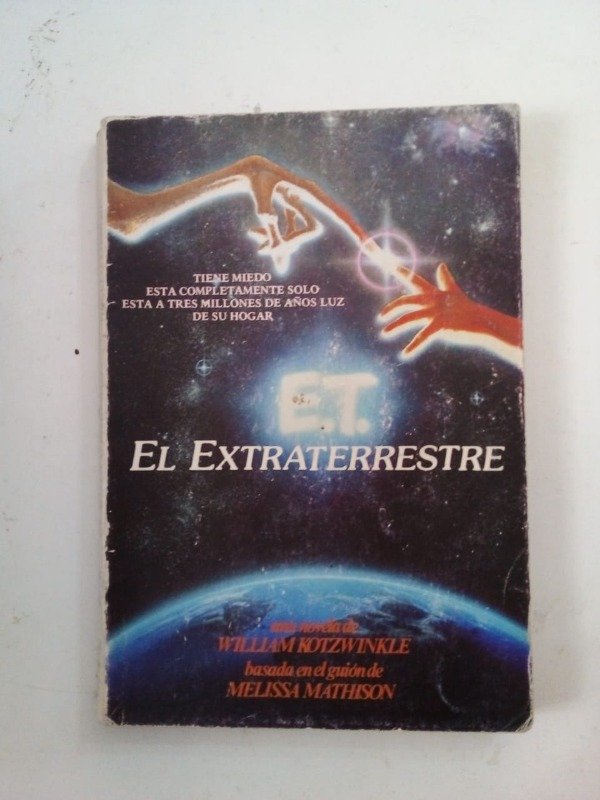 TIENE MIEDO
ESTA COMPLETAMENTE SOLO
ESTA A TRES MILLONES DE AÑOS LUZ
DE SU HOGAR
E.T.
EL EXTRATERRESTRE
una novela de
WILLIAM KOTZWINKLE
basada en el guión de
MELISSA MATHISON